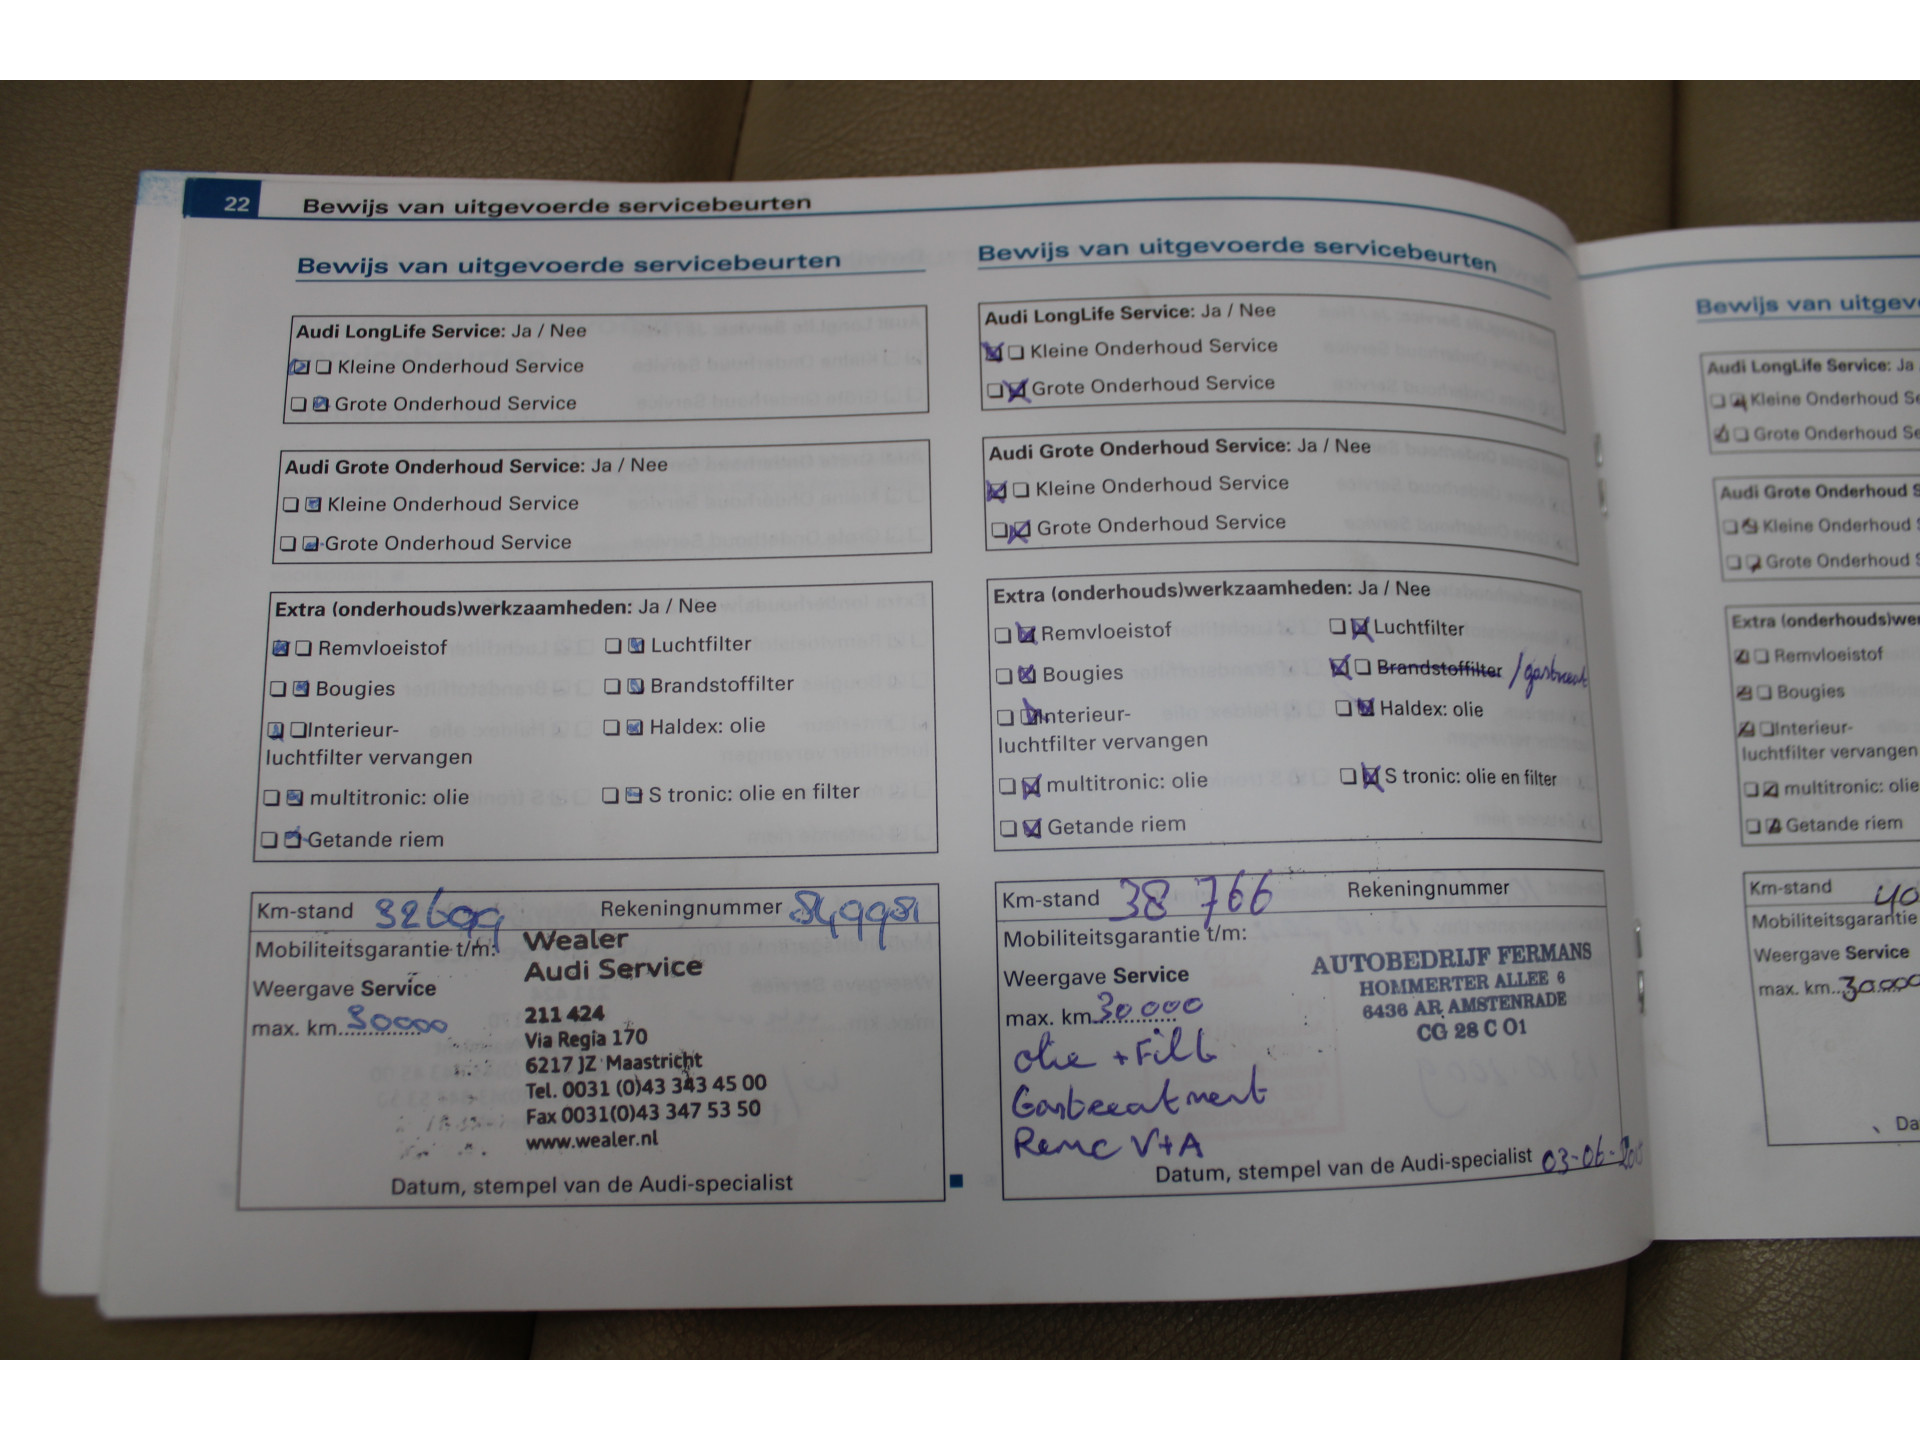 22 Bewijs van uitgevoerde servicebeurten
Bewijs van uitgevoerde servicebeurten
Audi LongLife Service: Ja / Nee
Kleine Onderhoud Service
Grote Onderhoud Service
Audi Grote Onderhoud Service: Ja / Nee
Kleine Onderhoud Service
Grote Onderhoud Service
Extra (onderhouds)werkzaamheden: Ja / Nee
Remvloeistof Luchtfilter
Bougies Brandstoffilter
Interieur- Haldex: olie
luchtfilter vervangen
multitronic: olie S tronic: olie en filter
Getande riem
Km-stand 32699 Rekeningnummer
Mobiliteitsgarantie t/m:
Weergave Service
max. km. 30000
Wealer
Audi Service
211 424
Via Regia 170
6217 JZ Maastricht
Tel. 0031 (0)43 343 45 00
Fax 0031(0)43 347 53 50
www.wealer.nl
Datum, stempel van de Audi-specialist
Bewijs van uitgevoerde servicebeurten
Audi LongLife Service: Ja / Nee
Kleine Onderhoud Service
Grote Onderhoud Service
Audi Grote Onderhoud Service: Ja / Nee
Kleine Onderhoud Service
Grote Onderhoud Service
Extra (onderhouds)werkzaamheden: Ja / Nee
Remvloeistof Luchtfilter
Bougies Brandstoffilter
Interieur- Haldex: olie
luchtfilter vervangen
multitronic: olie S tronic: olie en filter
Getande riem
Km-stand 38 766 Rekeningnummer
Mobiliteitsgarantie t/m:
Weergave Service
max. km. 30000
AUTOBEDRIJF FERMANS
HOMMERTER ALLEE 6
6436 AR AMSTENRADE
CG 28 C 01
olie +
V+A
Datum, stempel van de Audi-specialist 03-06-
Bewijs van uitgev
Audi LongLife Service: Ja
Kleine Onderhoud Se
Grote Onderhoud Se
Audi Grote Onderhoud S
Kleine Onderhoud S
Grote Onderhoud S
Extra (onderhouds)wer
Remvloeistof
Bougies
Interieur-
luchtfilter vervangen
multitronic: olie
Getande riem
Km-stand 40
Mobiliteitsgarantie
Weergave Service
max. km. 30000
Da